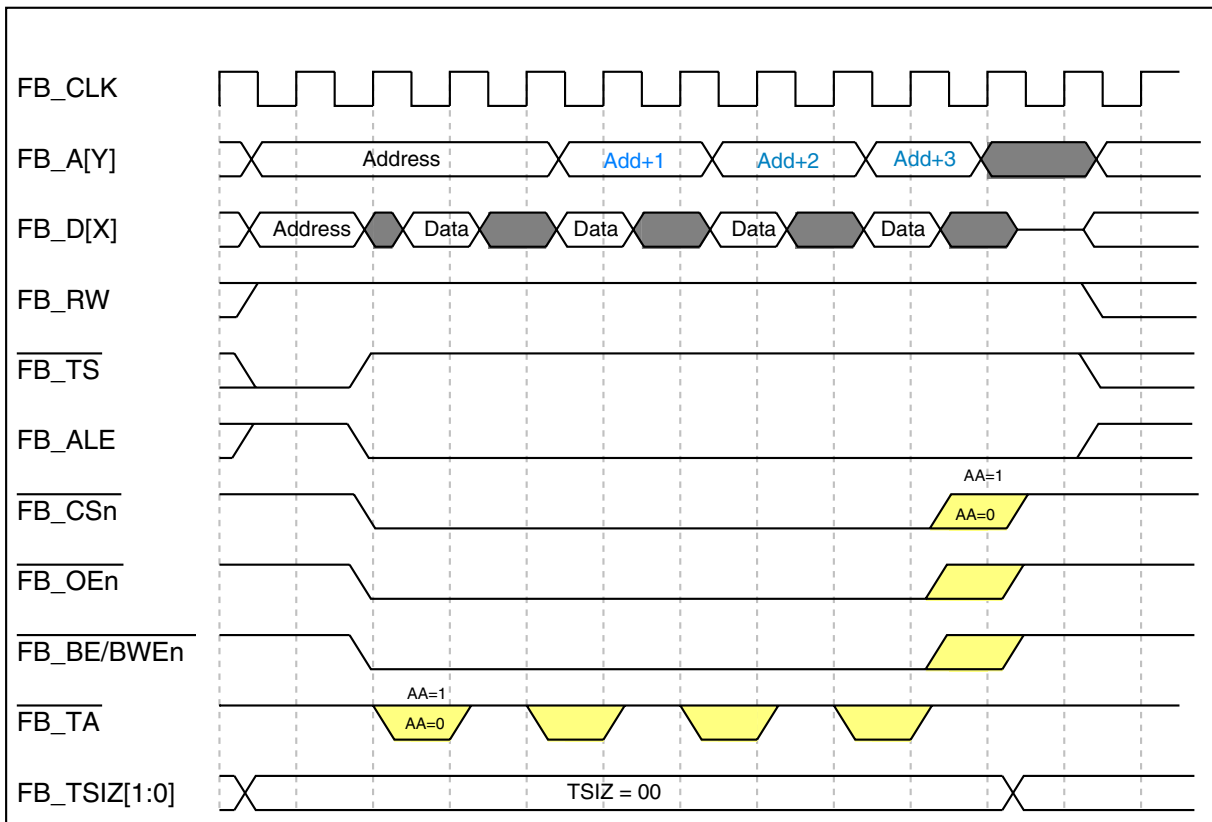 FB_CLK
FB_A[Y] Address Add+1 Add+2 Add+3
FB_D[X] Address Data Data Data Data
FB_RW
FB_TS
FB_ALE
AA=1
FB_CSn AA=0
FB_OEn
FB_BE/BWEn
AA=1
FB_TA AA=0
FB_TSIZ[1:0] TSIZ = 00